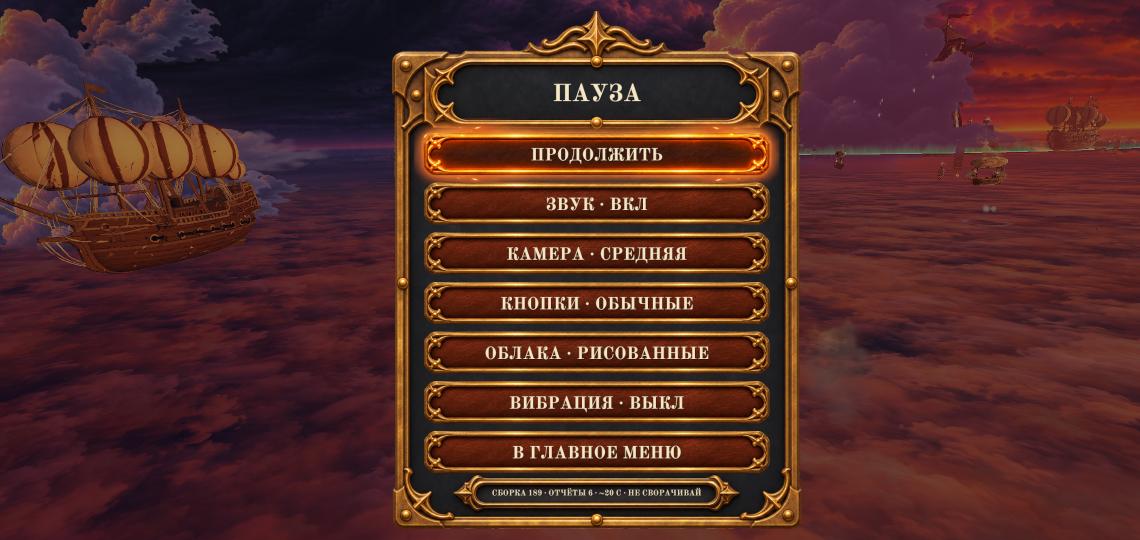 ПАУЗА
ПРОДОЛЖИТЬ
ЗВУК · ВКЛ
КАМЕРА · СРЕДНЯЯ
КНОПКИ · ОБЫЧНЫЕ
ОБЛАКА · РИСОВАННЫЕ
ВИБРАЦИЯ · ВЫКЛ
В ГЛАВНОЕ МЕНЮ
СБОРКА 189 · ОТЧЁТЫ 6 · ~20 С · НЕ СВОРАЧИВАЙ